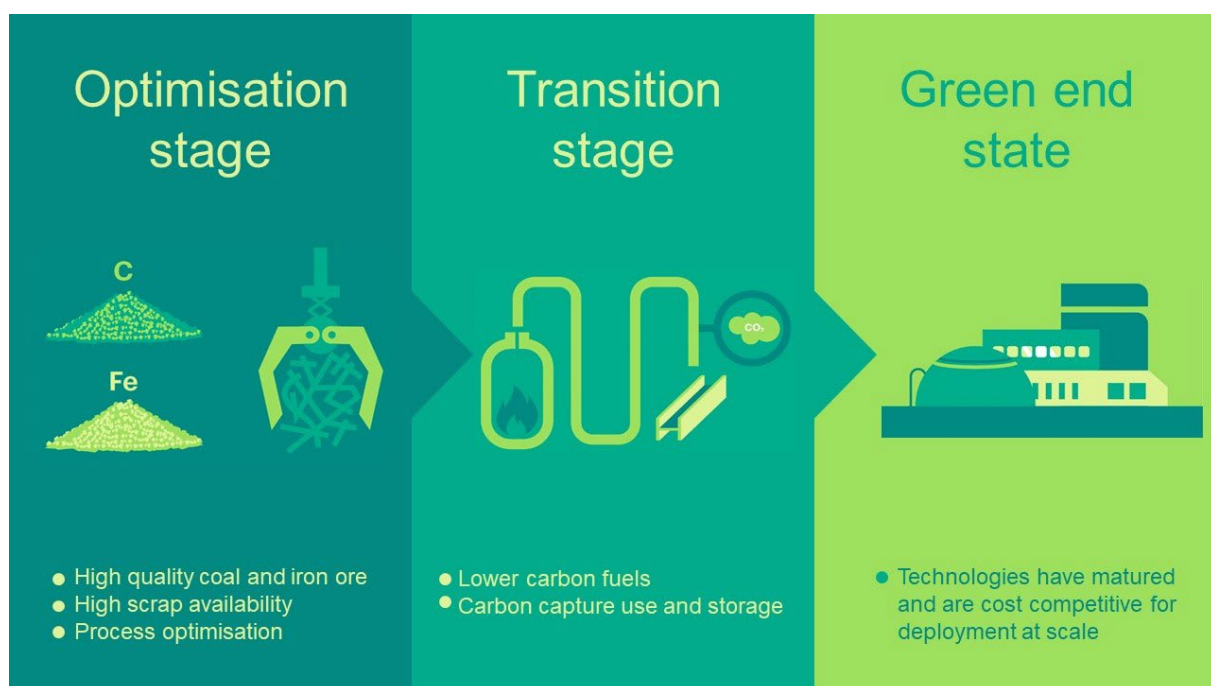 Optimisation
stage
C
Fe
● High quality coal and iron ore
● High scrap availability
● Process optimisation
Transition
stage
CO₂
● Lower carbon fuels
● Carbon capture use and storage
Green end
state
● Technologies have matured
and are cost competitive for
deployment at scale